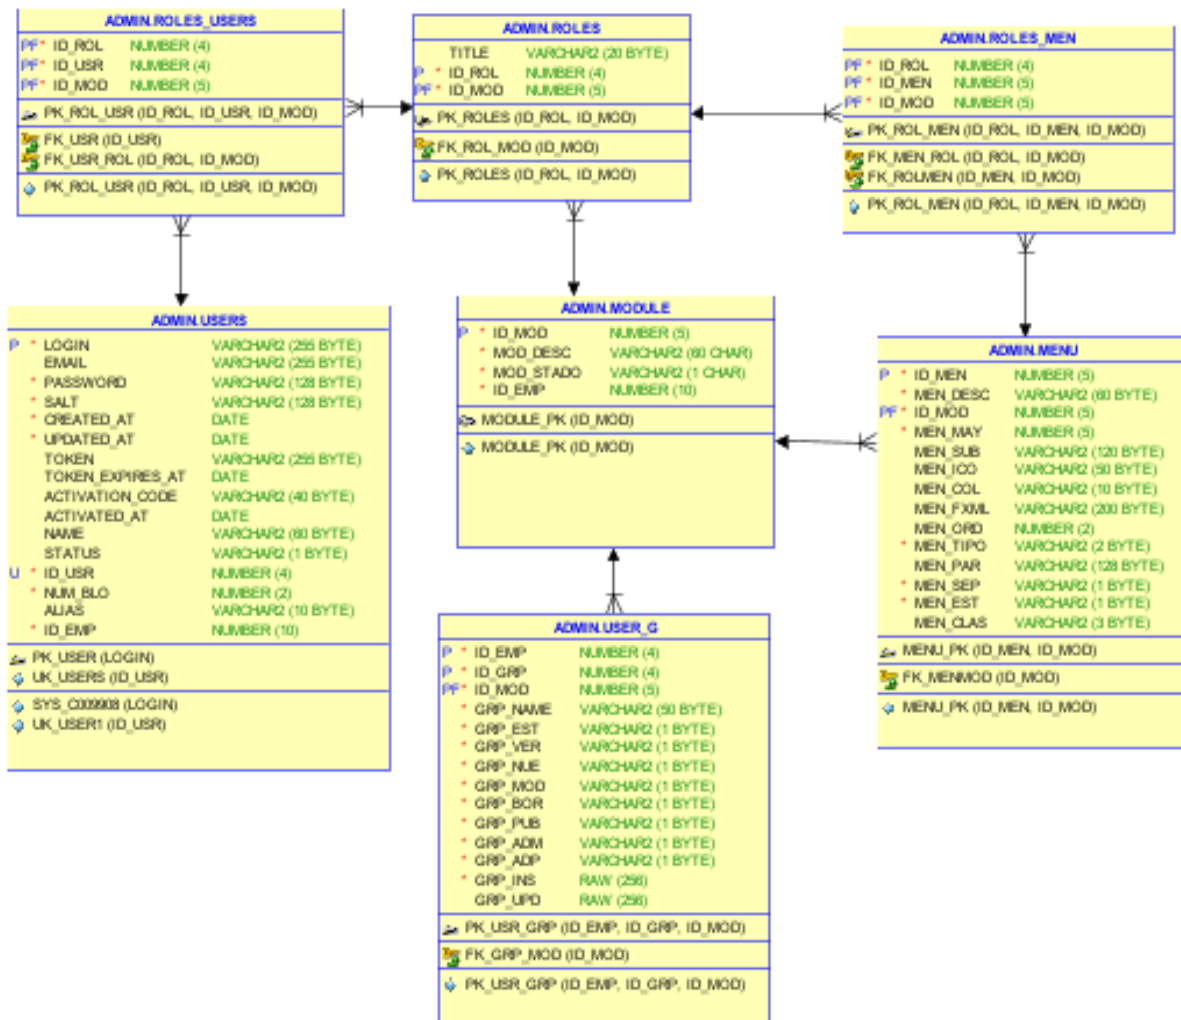 ADMIN.ROLES_USERS
PF* ID_ROL NUMBER (4)
PF* ID_USR NUMBER (4)
PF* ID_MOD NUMBER (5)
PK_ROL_USR (ID_ROL, ID_USR, ID_MOD)
FK_USR (ID_USR)
FK_USR_ROL (ID_ROL, ID_MOD)
PK_ROL_USR (ID_ROL, ID_USR, ID_MOD)
ADMIN.ROLES
TITLE VARCHAR2 (20 BYTE)
P * ID_ROL NUMBER (4)
PF* ID_MOD NUMBER (5)
PK_ROLES (ID_ROL, ID_MOD)
FK_ROL_MOD (ID_MOD)
PK_ROLES (ID_ROL, ID_MOD)
ADMIN.ROLES_MEN
PF* ID_ROL NUMBER (4)
PF* ID_MEN NUMBER (5)
PF* ID_MOD NUMBER (5)
PK_ROL_MEN (ID_ROL, ID_MEN, ID_MOD)
FK_MEN_ROL (ID_ROL, ID_MOD)
FK_ROLMEN (ID_MEN, ID_MOD)
PK_ROL_MEN (ID_ROL, ID_MEN, ID_MOD)
ADMIN.USERS
P * LOGIN VARCHAR2 (255 BYTE)
EMAIL VARCHAR2 (255 BYTE)
* PASSWORD VARCHAR2 (128 BYTE)
* SALT VARCHAR2 (128 BYTE)
* CREATED_AT DATE
* UPDATED_AT DATE
TOKEN VARCHAR2 (255 BYTE)
TOKEN_EXPIRES_AT DATE
ACTIVATION_CODE VARCHAR2 (40 BYTE)
ACTIVATED_AT DATE
NAME VARCHAR2 (60 BYTE)
STATUS VARCHAR2 (1 BYTE)
U * ID_USR NUMBER (4)
* NUM_BLO NUMBER (2)
ALIAS VARCHAR2 (10 BYTE)
* ID_EMP NUMBER (10)
PK_USER (LOGIN)
UK_USERS (ID_USR)
SYS_C009908 (LOGIN)
UK_USER1 (ID_USR)
ADMIN.MODULE
P * ID_MOD NUMBER (5)
* MOD_DESC VARCHAR2 (60 CHAR)
* MOD_STADO VARCHAR2 (1 CHAR)
* ID_EMP NUMBER (10)
MODULE_PK (ID_MOD)
MODULE_PK (ID_MOD)
ADMIN.MENU
P * ID_MEN NUMBER (5)
* MEN_DESC VARCHAR2 (60 BYTE)
PF* ID_MOD NUMBER (5)
* MEN_MAY NUMBER (5)
MEN_SUB VARCHAR2 (120 BYTE)
MEN_ICO VARCHAR2 (50 BYTE)
MEN_COL VARCHAR2 (10 BYTE)
MEN_FXML VARCHAR2 (200 BYTE)
MEN_ORD NUMBER (2)
* MEN_TIPO VARCHAR2 (2 BYTE)
MEN_PAR VARCHAR2 (128 BYTE)
* MEN_SEP VARCHAR2 (1 BYTE)
* MEN_EST VARCHAR2 (1 BYTE)
MEN_CLAS VARCHAR2 (3 BYTE)
MENU_PK (ID_MEN, ID_MOD)
FK_MENMOD (ID_MOD)
MENU_PK (ID_MEN, ID_MOD)
ADMIN.USER_G
P * ID_EMP NUMBER (4)
P * ID_GRP NUMBER (4)
PF* ID_MOD NUMBER (5)
* GRP_NAME VARCHAR2 (50 BYTE)
* GRP_EST VARCHAR2 (1 BYTE)
* GRP_VER VARCHAR2 (1 BYTE)
* GRP_NUE VARCHAR2 (1 BYTE)
* GRP_MOD VARCHAR2 (1 BYTE)
* GRP_BOR VARCHAR2 (1 BYTE)
* GRP_PUB VARCHAR2 (1 BYTE)
* GRP_ADM VARCHAR2 (1 BYTE)
* GRP_ADP VARCHAR2 (1 BYTE)
* GRP_INS RAW (256)
GRP_UPD RAW (256)
PK_USR_GRP (ID_EMP, ID_GRP, ID_MOD)
FK_GRP_MOD (ID_MOD)
PK_USR_GRP (ID_EMP, ID_GRP, ID_MOD)